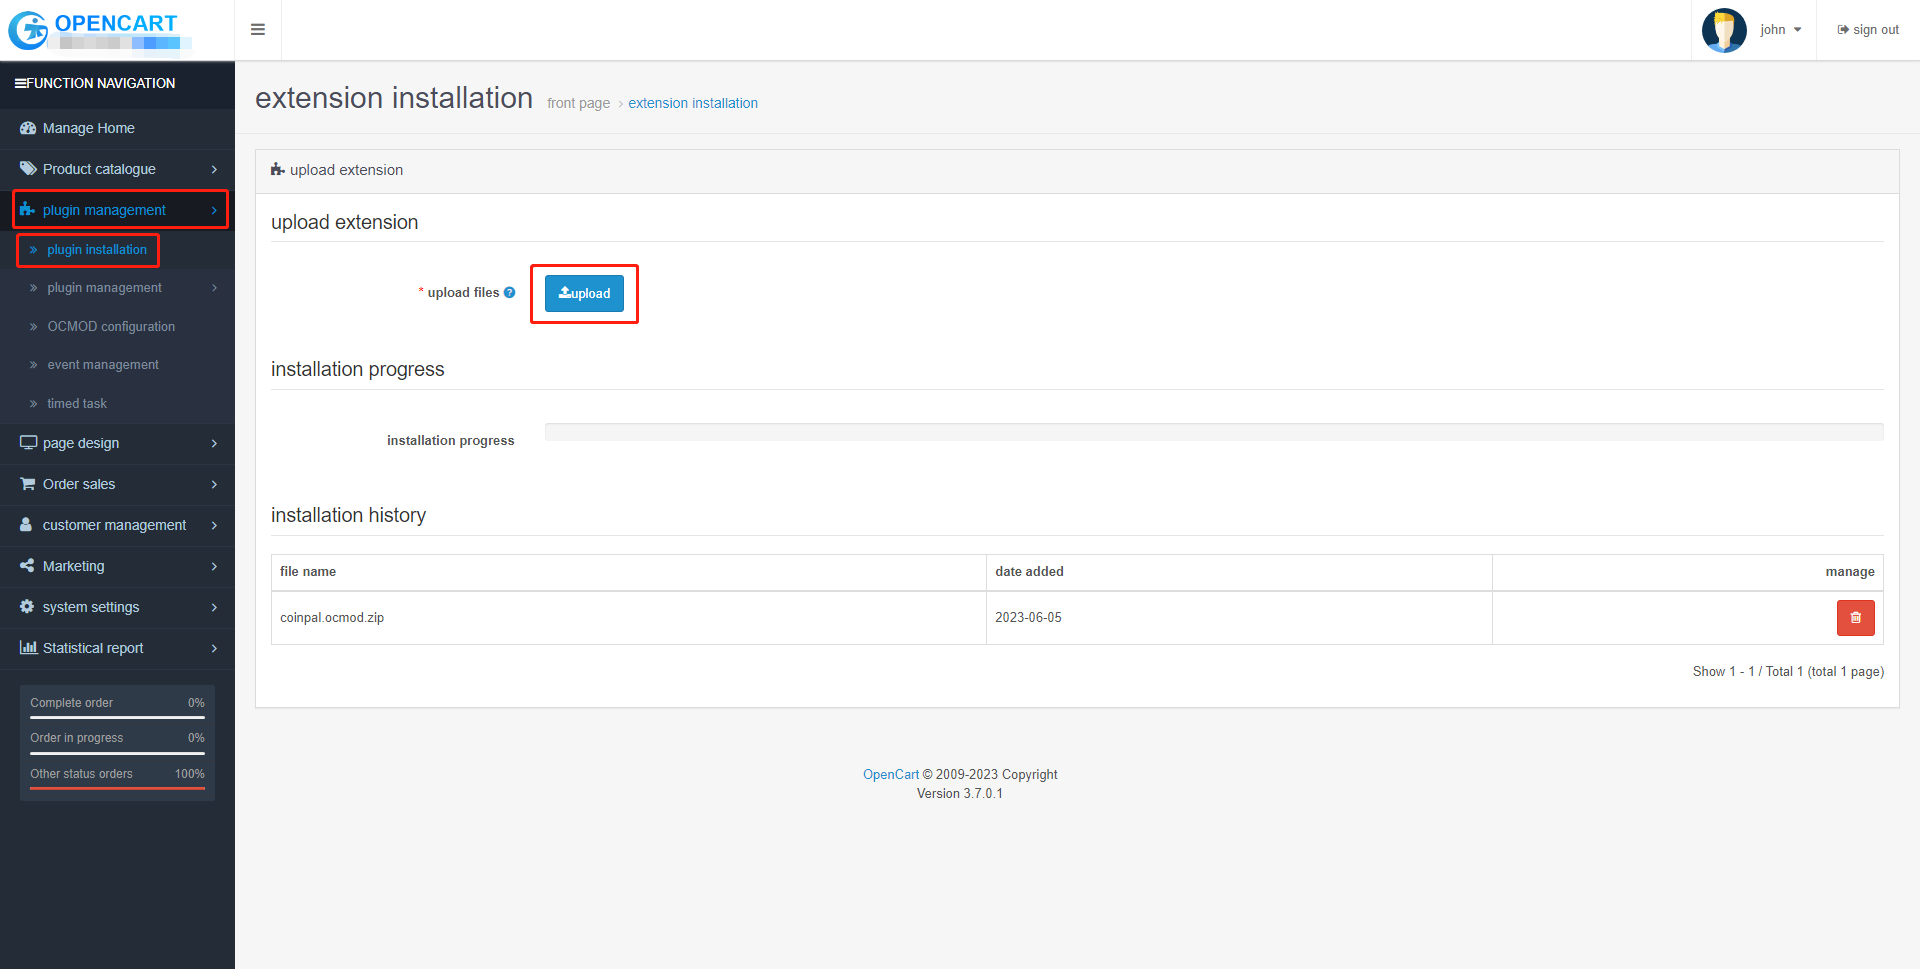 OPENCART
john
sign out
FUNCTION NAVIGATION
Manage Home
Product catalogue
plugin management
plugin installation
plugin management
OCMOD configuration
event management
timed task
page design
Order sales
customer management
Marketing
system settings
Statistical report
Complete order 0%
Order in progress 0%
Other status orders 100%
extension installation front page › extension installation
upload extension
upload extension
* upload files ? upload
installation progress
installation progress
installation history
file name date added manage
coinpal.ocmod.zip 2023-06-05
Show 1 - 1 / Total 1 (total 1 page)
OpenCart © 2009-2023 Copyright
Version 3.7.0.1